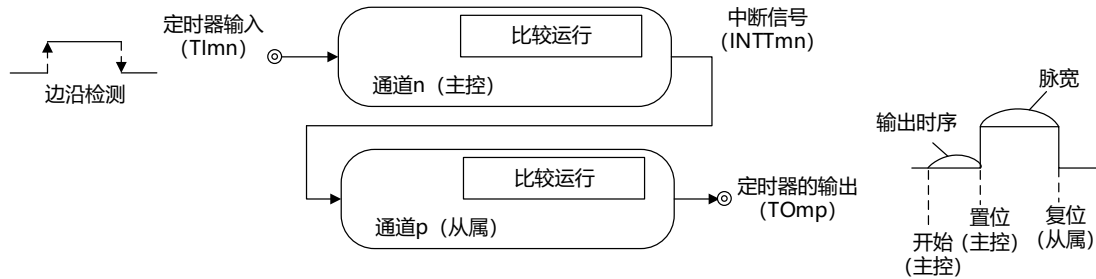 定时器输入
（TImn）
边沿检测
比较运行
通道n（主控）
中断信号
（INTTmn）
比较运行
通道p（从属）
定时器的输出
（TOmp）
脉宽
输出时序
开始
（主控）
置位
（主控）
复位
（从属）